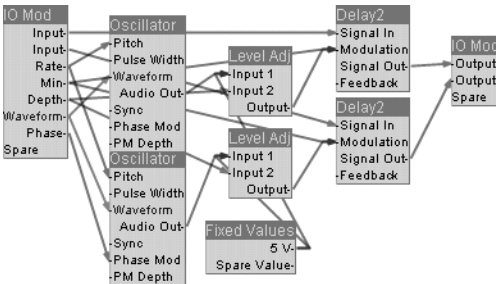 IO Mod
Input
Input
Rate
Min
Depth
Waveform
Phase
Spare
Oscillator
Pitch
Pulse Width
Waveform
Audio Out
Sync
Phase Mod
PM Depth
Oscillator
Pitch
Pulse Width
Waveform
Audio Out
Sync
Phase Mod
PM Depth
Level Adj
Input 1
Input 2
Output
Level Adj
Input 1
Input 2
Output
Fixed Values
5 V
Spare Value
Delay2
Signal In
Modulation
Signal Out
Feedback
Delay2
Signal In
Modulation
Signal Out
Feedback
IO Mod
Output
Output
Spare